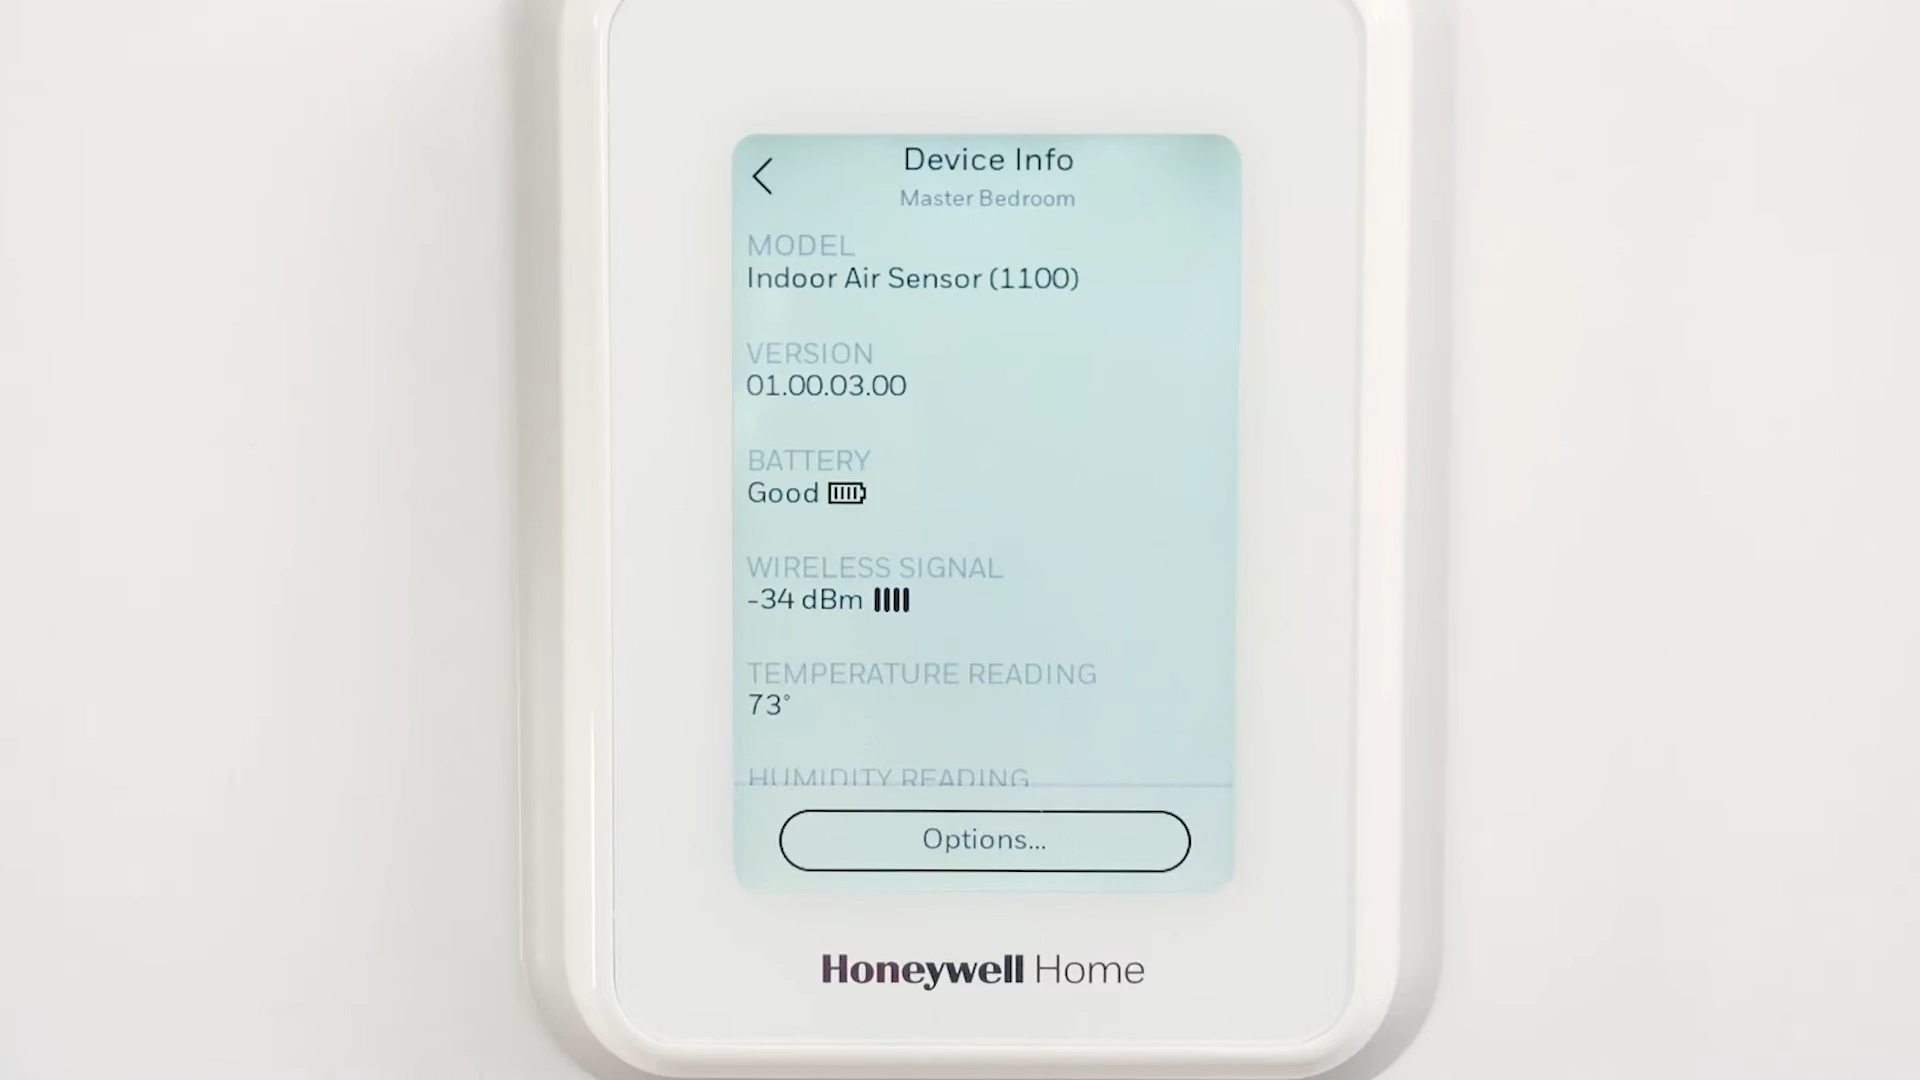 Device Info
Master Bedroom
MODEL
Indoor Air Sensor (1100)
VERSION
01.00.03.00
BATTERY
Good
WIRELESS SIGNAL
-34 dBm
TEMPERATURE READING
73°
HUMIDITY READING
Options...
Honeywell Home